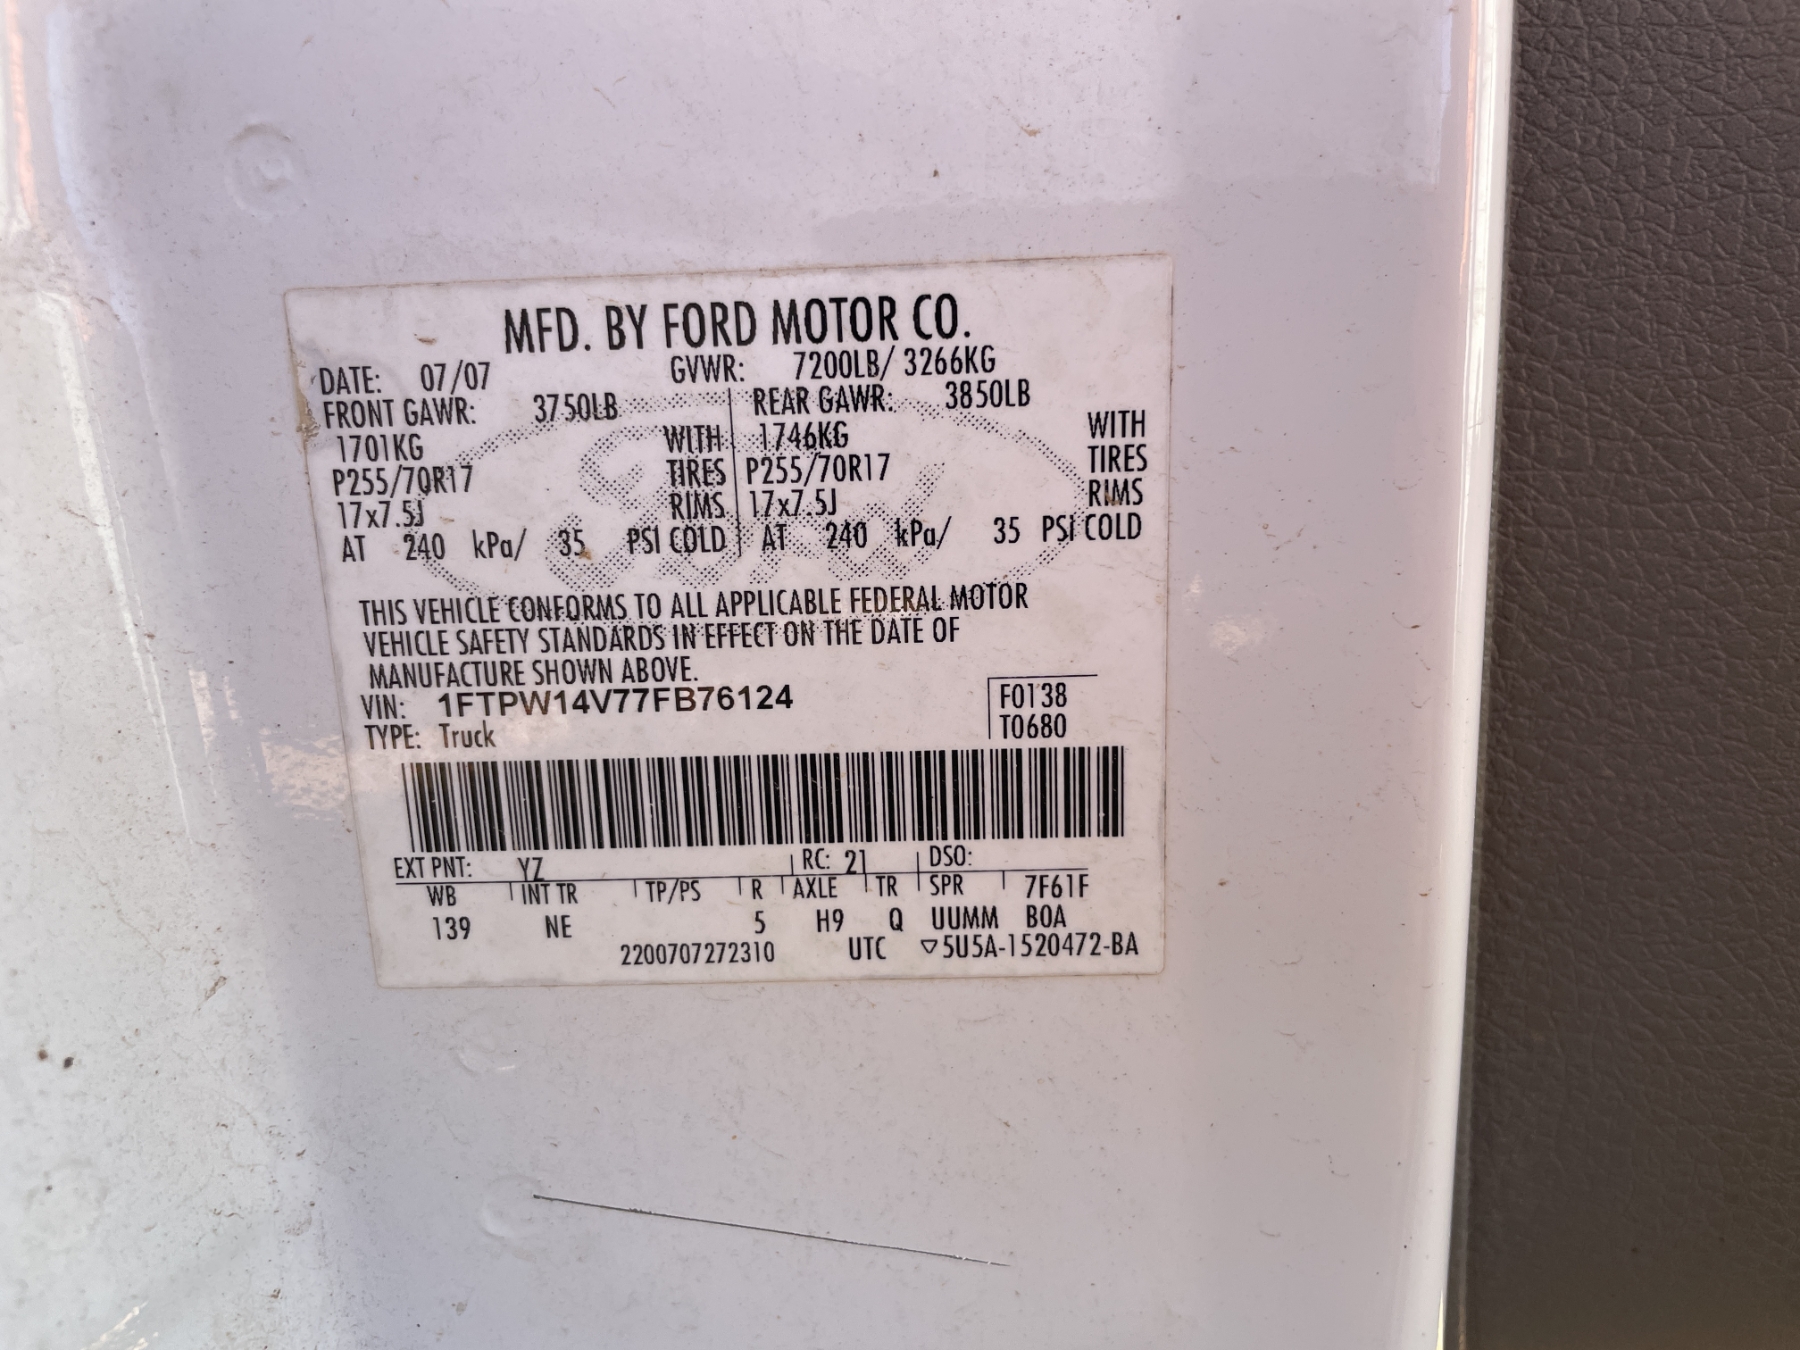 MFD. BY FORD MOTOR CO.
DATE: 07/07 GVWR: 7200LB/ 3266KG
FRONT GAWR: 3750LB REAR GAWR: 3850LB
1701KG WITH 1746KG WITH
P255/70R17 TIRES P255/70R17 TIRES
17x7.5J RIMS 17x7.5J RIMS
AT 240 kPa/ 35 PSI COLD AT 240 kPa/ 35 PSI COLD
THIS VEHICLE CONFORMS TO ALL APPLICABLE FEDERAL MOTOR
VEHICLE SAFETY STANDARDS IN EFFECT ON THE DATE OF
MANUFACTURE SHOWN ABOVE.
VIN: 1FTPW14V77FB76124 F0138
TYPE: Truck T0680
EXT PNT: YZ RC: 21 DSO:
WB INT TR TP/PS R AXLE TR SPR 7F61F
139 NE 5 H9 Q UUMM BOA
2200707272310 UTC ▽5U5A-1520472-BA